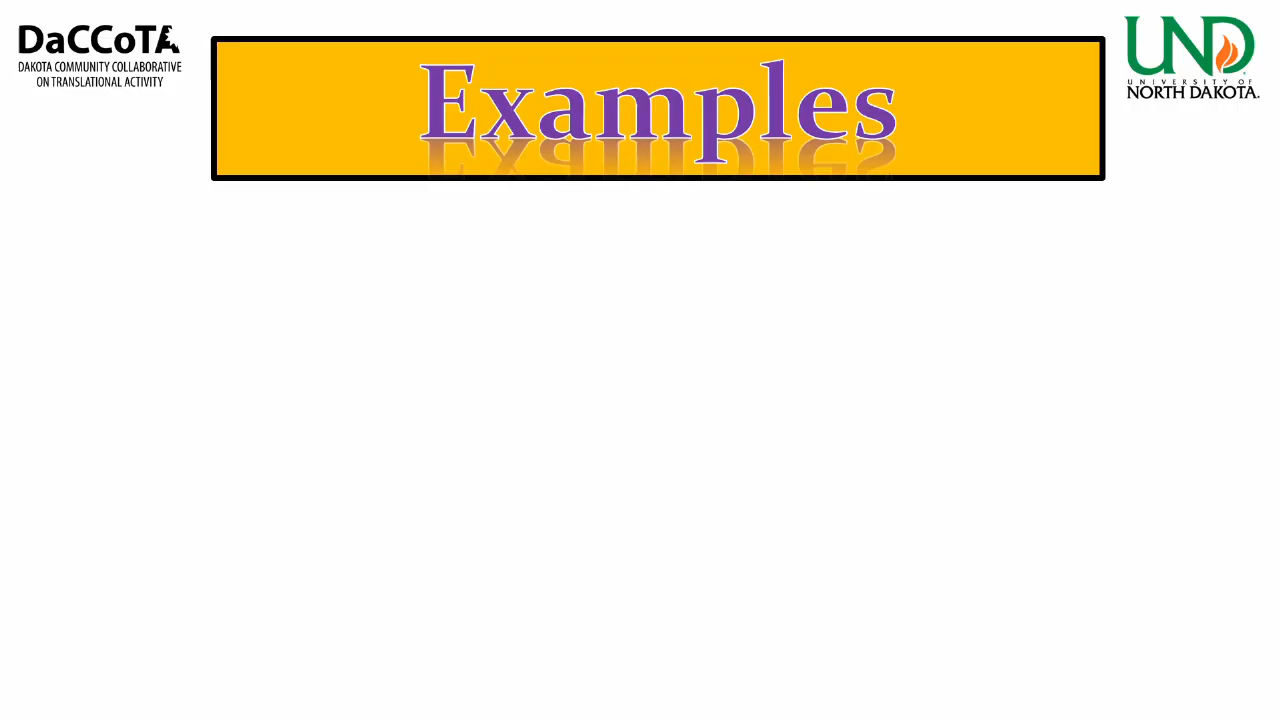 DaCCoTA
DAKOTA COMMUNITY COLLABORATIVE
ON TRANSLATIONAL ACTIVITY
Examples
UND
UNIVERSITY OF
NORTH DAKOTA.